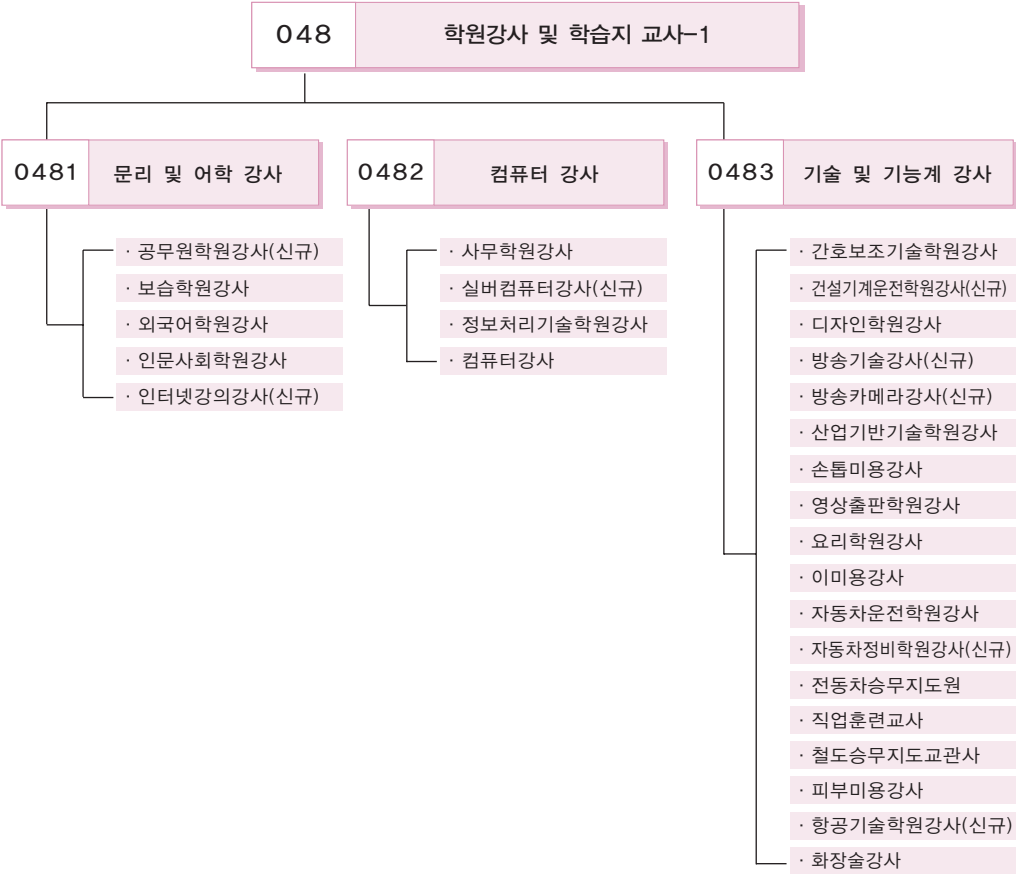 048 학원강사 및 학습지 교사-1
0481 문리 및 어학 강사
· 공무원학원강사(신규)
· 보습학원강사
· 외국어학원강사
· 인문사회학원강사
· 인터넷강의강사(신규)
0482 컴퓨터 강사
· 사무학원강사
· 실버컴퓨터강사(신규)
· 정보처리기술학원강사
· 컴퓨터강사
0483 기술 및 기능계 강사
· 간호보조기술학원강사
· 건설기계운전학원강사(신규)
· 디자인학원강사
· 방송기술강사(신규)
· 방송카메라강사(신규)
· 산업기반기술학원강사
· 손톱미용강사
· 영상출판학원강사
· 요리학원강사
· 이미용강사
· 자동차운전학원강사
· 자동차정비학원강사(신규)
· 전동차승무지도원
· 직업훈련교사
· 철도승무지도교관사
· 피부미용강사
· 항공기술학원강사(신규)
· 화장술강사